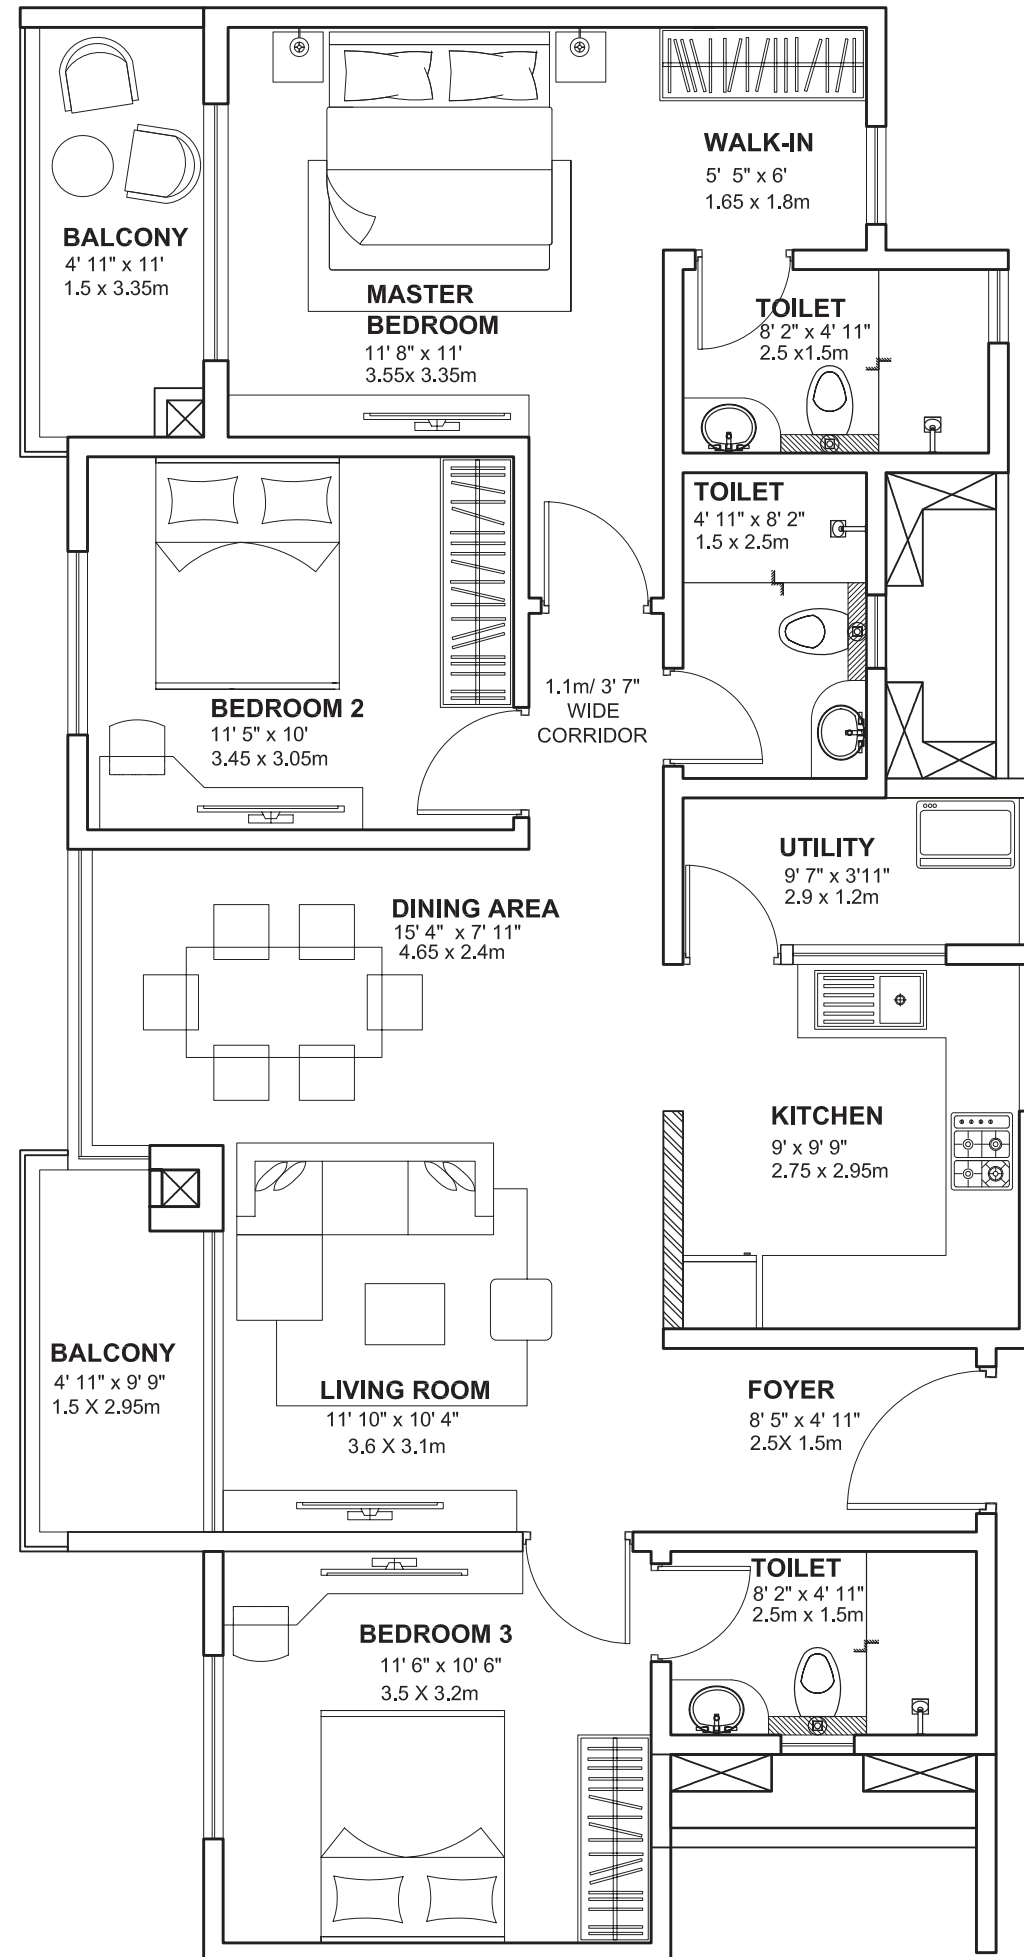 WALK-IN
5' 5" x 6'
1.65 x 1.8m
BALCONY
4' 11" x 11'
1.5 x 3.35m
MASTER
BEDROOM
11' 8" x 11'
3.55x 3.35m
TOILET
8' 2" x 4' 11"
2.5 x1.5m
TOILET
4' 11" x 8' 2"
1.5 x 2.5m
BEDROOM 2
11' 5" x 10'
3.45 x 3.05m
1.1m/ 3' 7"
WIDE
CORRIDOR
UTILITY
9' 7" x 3'11"
2.9 x 1.2m
DINING AREA
15' 4" x 7' 11"
4.65 x 2.4m
KITCHEN
9' x 9' 9"
2.75 x 2.95m
BALCONY
4' 11" x 9' 9"
1.5 X 2.95m
LIVING ROOM
11' 10" x 10' 4"
3.6 X 3.1m
FOYER
8' 5" x 4' 11"
2.5X 1.5m
TOILET
8' 2" x 4' 11"
2.5m x 1.5m
BEDROOM 3
11' 6" x 10' 6"
3.5 X 3.2m